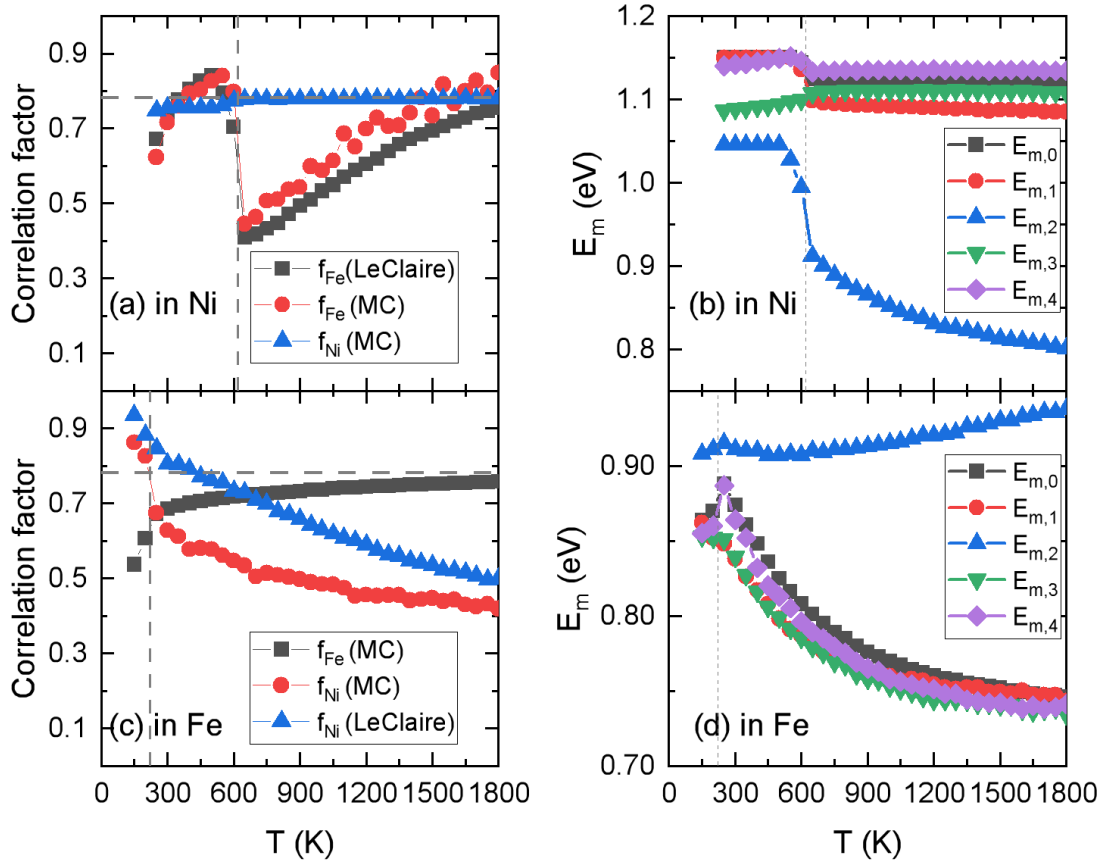 Correlation factor
0.9
0.7
0.5
0.3
0.1
(a) in Ni
f_Fe(LeClaire)
f_Fe (MC)
f_Ni (MC)
E_m (eV)
1.2
1.1
1.0
0.9
0.8
(b) in Ni
E_m,0
E_m,1
E_m,2
E_m,3
E_m,4
Correlation factor
0.9
0.7
0.5
0.3
0.1
(c) in Fe
f_Fe (MC)
f_Ni (MC)
f_Ni (LeClaire)
0 300 600 900 1200 1500 1800
T (K)
E_m (eV)
0.90
0.80
0.70
(d) in Fe
E_m,0
E_m,1
E_m,2
E_m,3
E_m,4
0 300 600 900 1200 1500 1800
T (K)